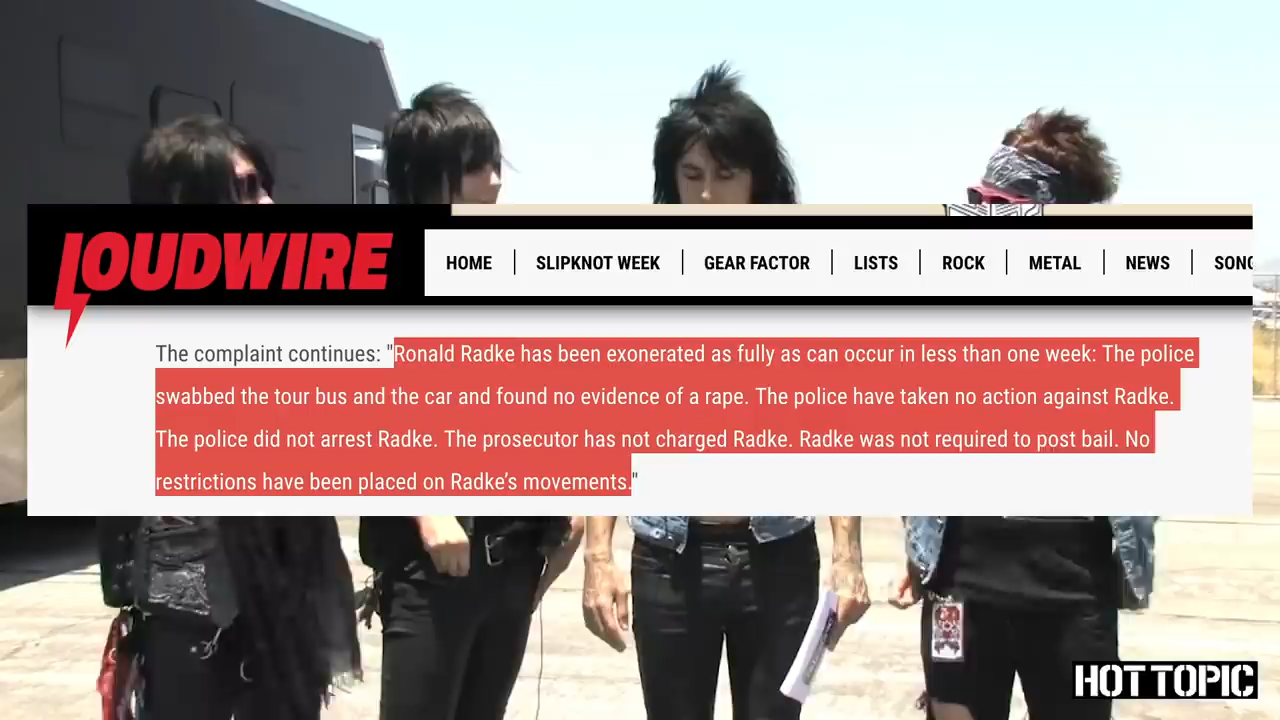 LOUDWIRE
HOME
SLIPKNOT WEEK
GEAR FACTOR
LISTS
ROCK
METAL
NEWS
The complaint continues: "Ronald Radke has been exonerated as fully as can occur in less than one week: The police
swabbed the tour bus and the car and found no evidence of a rape. The police have taken no action against Radke.
The police did not arrest Radke. The prosecutor has not charged Radke. Radke was not required to post bail. No
restrictions have been placed on Radke’s movements."
HOT TOPIC